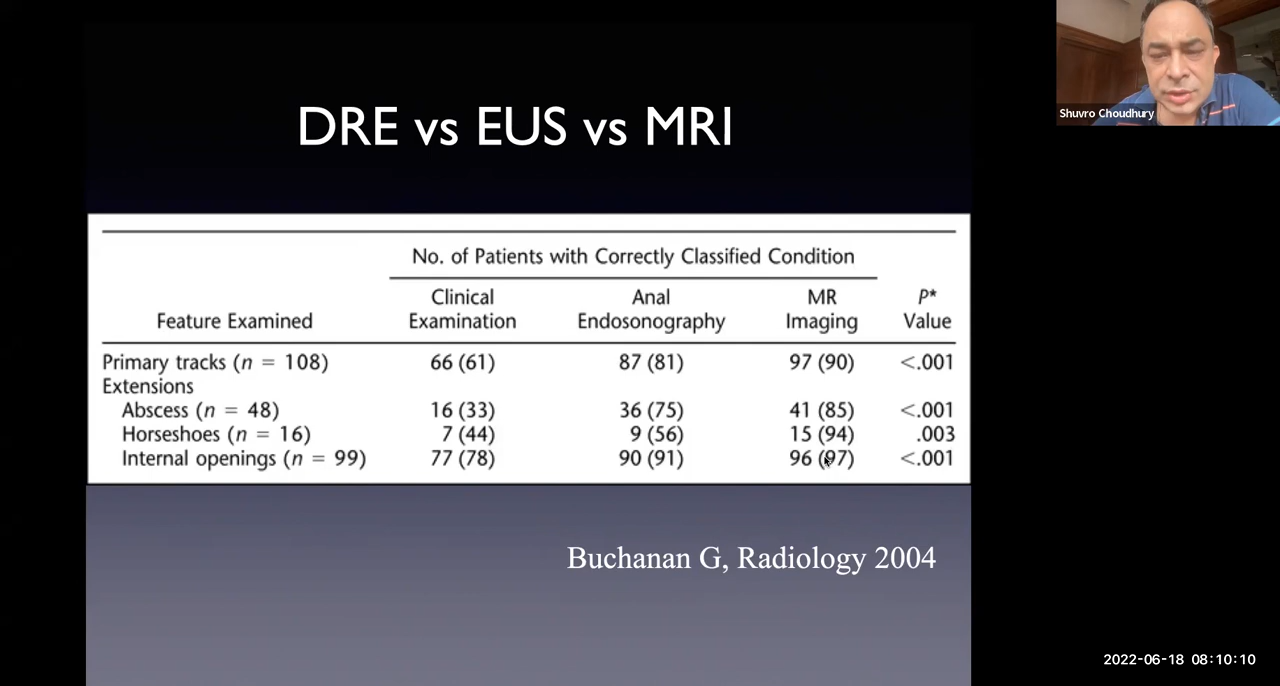 DRE vs EUS vs MRI
Shuvro Choudhury
No. of Patients with Correctly Classified Condition
Feature Examined Clinical Examination Anal Endosonography MR Imaging P* Value
Primary tracks (n = 108) 66 (61) 87 (81) 97 (90) <.001
Extensions
Abscess (n = 48) 16 (33) 36 (75) 41 (85) <.001
Horseshoes (n = 16) 7 (44) 9 (56) 15 (94) .003
Internal openings (n = 99) 77 (78) 90 (91) 96 (97) <.001
Buchanan G, Radiology 2004
2022-06-18 08:10:10